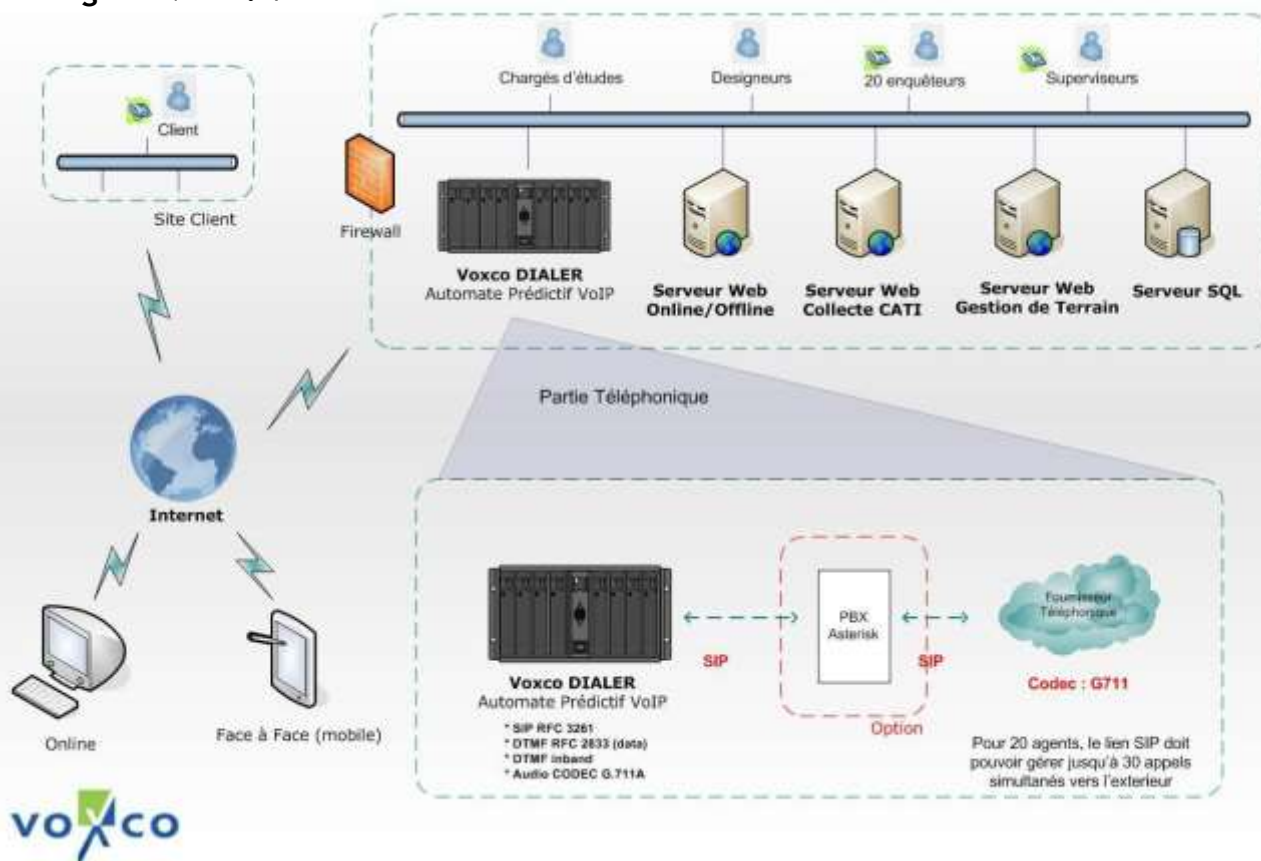 Chargés d'études
Designeurs
20 enquêteurs
Superviseurs
Client
Site Client
Firewall
Voxco DIALER
Automate Prédictif VoIP
Serveur Web
Online/Offline
Serveur Web
Collecte CATI
Serveur Web
Gestion de Terrain
Serveur SQL
Partie Téléphonique
Internet
Online
Face à Face (mobile)
Voxco DIALER
Automate Prédictif VoIP
* SIP RFC 3261
* DTMF RFC 2833 (data)
* DTMF inband
* Audio CODEC G.711A
SIP
PBX
Asterisk
SIP
Option
Fournisseur
Téléphonique
Codec : G711
Pour 20 agents, le lien SIP doit
pouvoir gérer jusqu'à 30 appels
simultanés vers l'exterieur
voxco